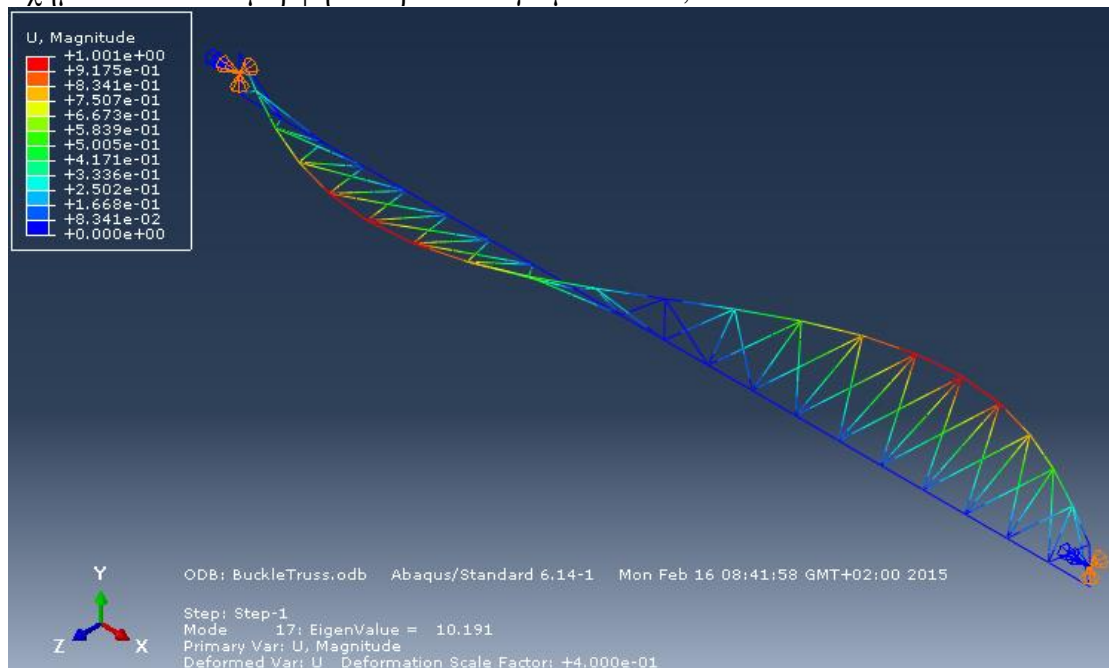 U, Magnitude
+1.001e+00
+9.175e-01
+8.341e-01
+7.507e-01
+6.673e-01
+5.839e-01
+5.005e-01
+4.171e-01
+3.336e-01
+2.502e-01
+1.668e-01
+8.341e-02
+0.000e+00
ODB: BuckleTruss.odb Abaqus/Standard 6.14-1 Mon Feb 16 08:41:58 GMT+02:00 2015
Y
Z
X
Step: Step-1
Mode 17: EigenValue = 10.191
Primary Var: U, Magnitude
Deformed Var: U Deformation Scale Factor: +4.000e-01